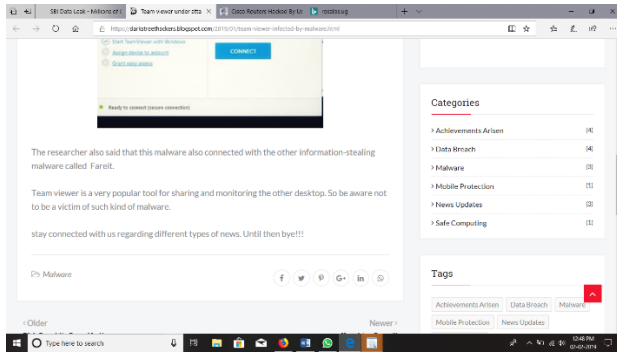 SBI Data Leak - Millions of
Team viewer under atta
Cisco Routers Hacked By Us
https://darkstreethackers.blogspot.com/2019/01/team-viewer-infected-by-malware.html
Start TeamViewer with Windows
Assign device to account
Grant easy access
CONNECT
Ready to connect (secure connection)
The researcher also said that this malware also connected with the other information-stealing
malware called Fareit.
Team viewer is a very popular tool for sharing and monitoring the other desktop. So be aware not
to be a victim of such kind of malware.
stay connected with us regarding different types of news. Until then bye!!!
Malware
‹ Older
Newer ›
Categories
› Achievements Arisen (4)
› Data Breach (4)
› Malware (3)
› Mobile Protection (1)
› News Updates (3)
› Safe Computing (1)
Tags
Achievements Arisen Data Breach Malware
Mobile Protection News Updates
Type here to search
12:48 PM
02-02-2019